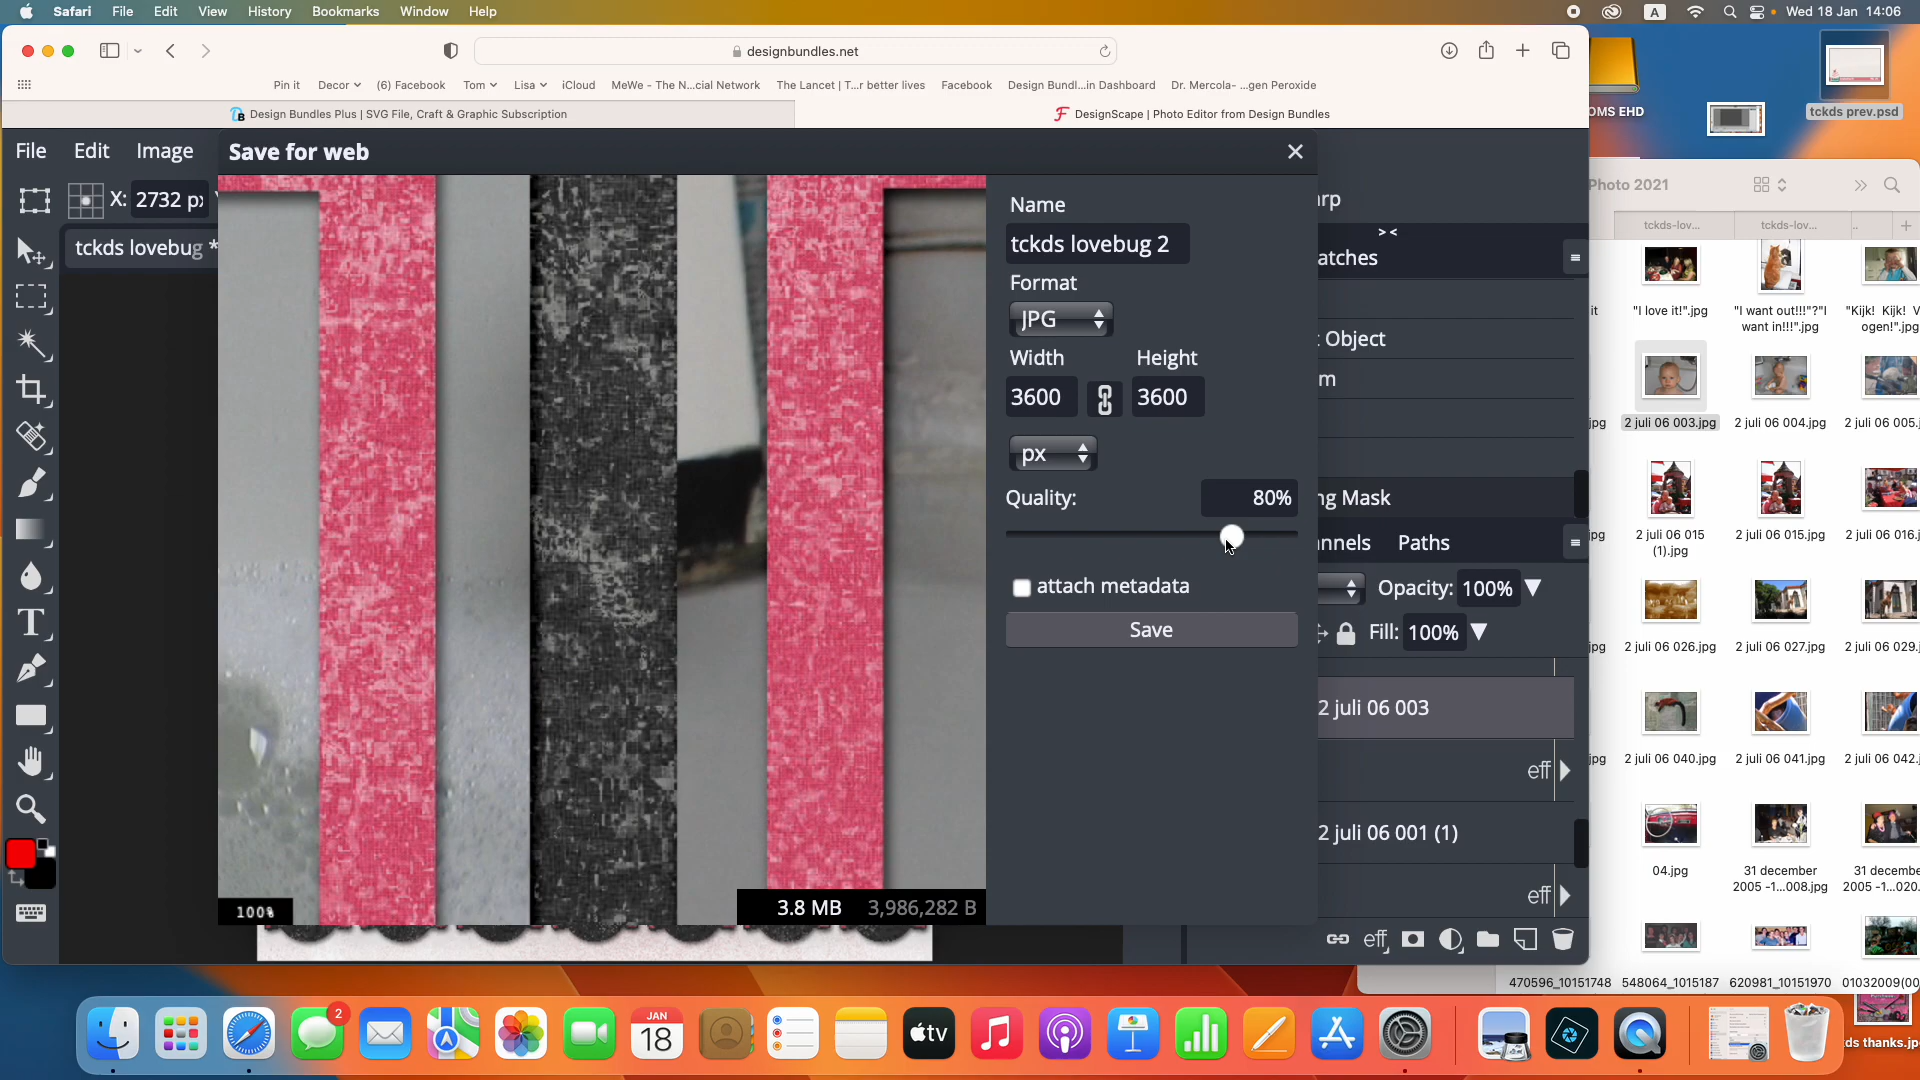 Safari File Edit View History Bookmarks Window Help
A Wed 18 Jan 14:06
designbundles.net
Pin it Decor (6) Facebook Tom Lisa iCloud MeWe - The N...cial Network The Lancet | T...r better lives Facebook Design Bundl...in Dashboard Dr. Mercola- ...gen Peroxide
Design Bundles Plus | SVG File, Craft & Graphic Subscription
DesignScape | Photo Editor from Design Bundles
OMS EHD
tckds prev.psd
File Edit Image
Save for web
X: 2732 px
tckds lovebug *
Name
tckds lovebug 2
Format
JPG
Width Height
3600 3600
px
Quality: 80%
attach metadata
Save
100%
3.8 MB 3,986,282 B
arp
> <
atches
t Object
m
ng Mask
annels Paths
Opacity: 100%
Fill: 100%
2 juli 06 003
eff
2 juli 06 001 (1)
eff
eff
T
Photo 2021
tckds-lov... tckds-lov... ..
it "I love it!".jpg "I want out!!!"?"I want in!!!".jpg "Kijk! Kijk! V
ogen!".jpg
jpg 2 juli 06 003.jpg 2 juli 06 004.jpg 2 juli 06 005.j
jpg 2 juli 06 015 (1).jpg 2 juli 06 015.jpg 2 juli 06 016.j
jpg 2 juli 06 026.jpg 2 juli 06 027.jpg 2 juli 06 029.
jpg 2 juli 06 040.jpg 2 juli 06 041.jpg 2 juli 06 042.
04.jpg 31 december 2005 -1...008.jpg 31 decembe
2005 -1...020.
470596_10151748 548064_1015187 620981_10151970 01032009(00
2
JAN
18
tv
ds thanks.jp